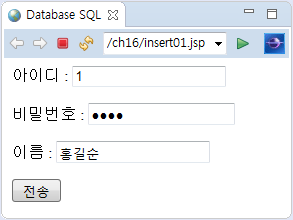 Database SQL
/ch16/insert01.jsp
아이디 : 1
비밀번호 : ●●●●
이름 : 홍길순
전송